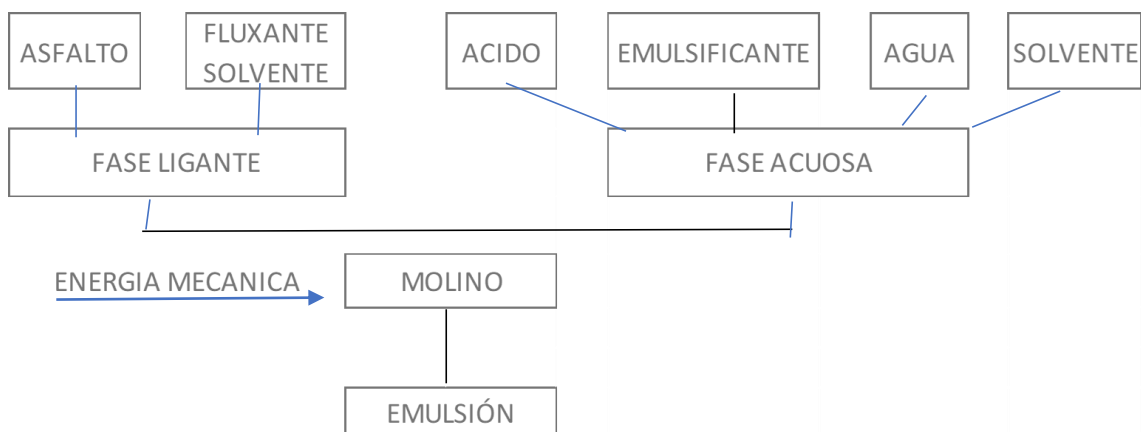 ASFALTO
FLUXANTE
SOLVENTE
ACIDO
EMULSIFICANTE
AGUA
SOLVENTE
FASE LIGANTE
FASE ACUOSA
ENERGIA MECANICA
MOLINO
EMULSIÓN